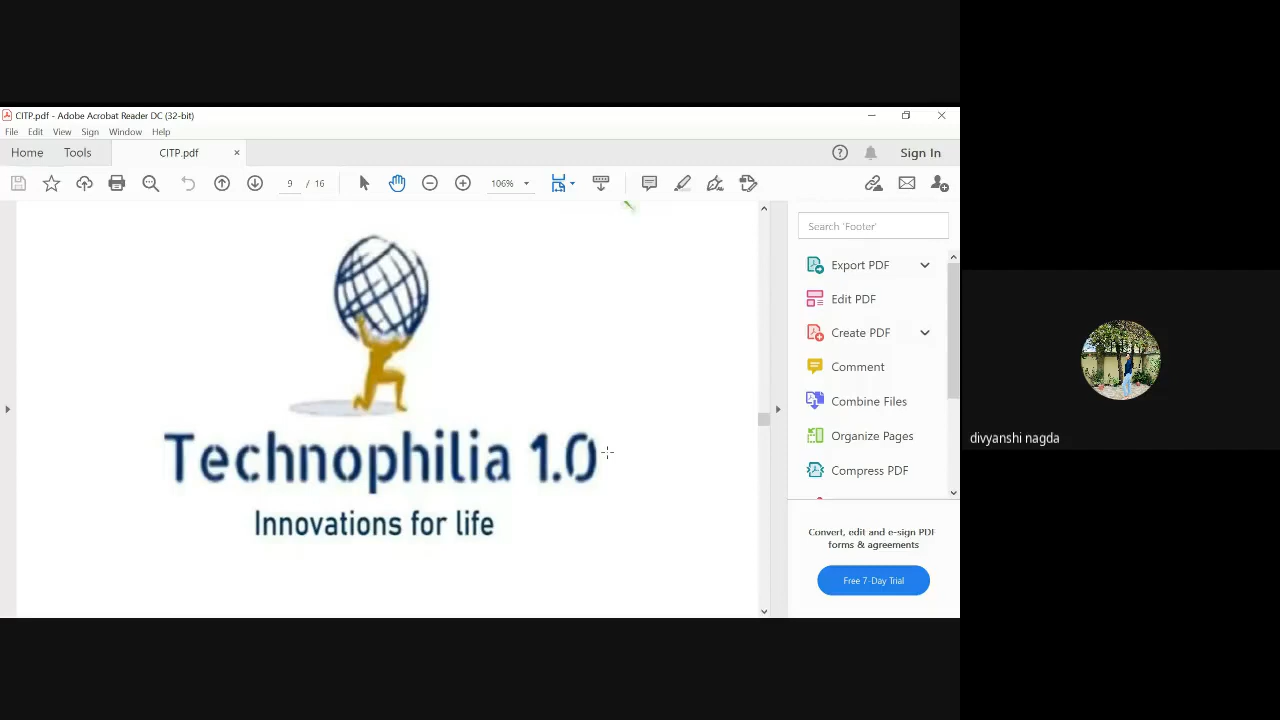 CITP.pdf - Adobe Acrobat Reader DC (32-bit)
File Edit View Sign Window Help
Home Tools CITP.pdf × Sign In
9 / 16 106%
Search 'Footer'
Export PDF
Edit PDF
Create PDF
Comment
Combine Files
Organize Pages
Compress PDF
Convert, edit and e-sign PDF
forms & agreements
Free 7-Day Trial
Technophilia 1.0
Innovations for life
divyanshi nagda